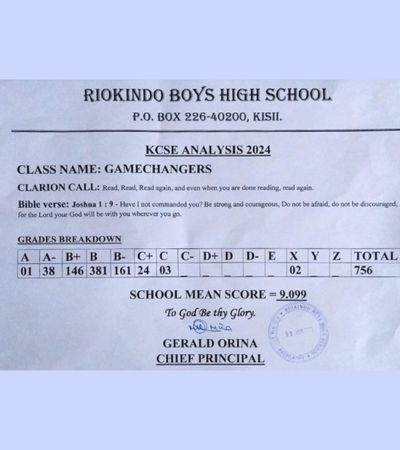 RIOKINDO BOYS HIGH SCHOOL
P.O. BOX 226-40200, KISII.
KCSE ANALYSIS 2024
CLASS NAME: GAMECHANGERS
CLARION CALL: Read, Read, Read again, and even when you are done reading, read again.
Bible verse: Joshua 1 : 9 - Have I not commanded you? Be strong and courageous, Do not be afraid, do not be discouraged,
for the Lord your God will be with you wherever you go.
GRADES BREAKDOWN
A A- B+ B B- C+ C C- D+ D D- E X Y Z TOTAL
01 38 146 381 161 24 03 _ _ _ _ _ 02 _ _ 756
SCHOOL MEAN SCORE = 9.099
To God Be thy Glory.
GERALD ORINA
CHIEF PRINCIPAL